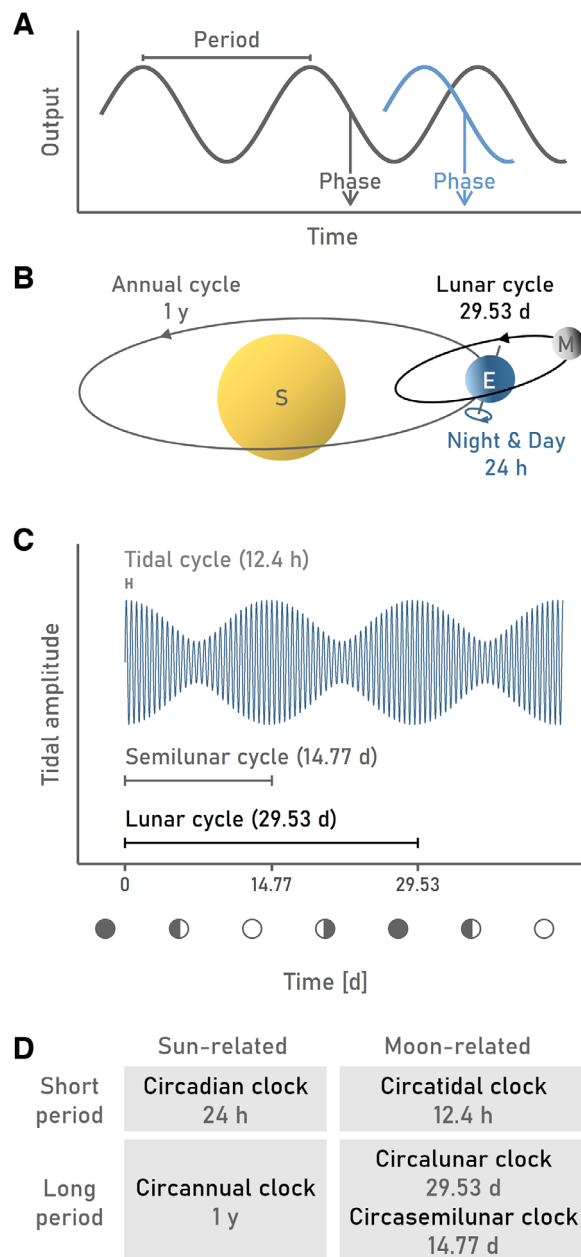 A
Period
Output
Phase
Phase
Time
B
Annual cycle
1 y
Lunar cycle
29.53 d
M
E
S
Night & Day
24 h
C
Tidal cycle (12.4 h)
Tidal amplitude
Semilunar cycle (14.77 d)
Lunar cycle (29.53 d)
0 14.77 29.53
Time [d]
D
Sun-related Moon-related
Short
period
Circadian clock
24 h
Circatidal clock
12.4 h
Long
period
Circannual clock
1 y
Circalunar clock
29.53 d
Circasemilunar clock
14.77 d